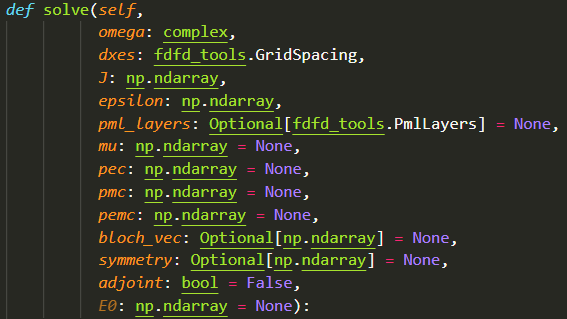 def solve(self,
omega: complex,
dxes: fdfd_tools.GridSpacing,
J: np.ndarray,
epsilon: np.ndarray,
pml_layers: Optional[fdfd_tools.PmlLayers] = None,
mu: np.ndarray = None,
pec: np.ndarray = None,
pmc: np.ndarray = None,
pemc: np.ndarray = None,
bloch_vec: Optional[np.ndarray] = None,
symmetry: Optional[np.ndarray] = None,
adjoint: bool = False,
E0: np.ndarray = None):